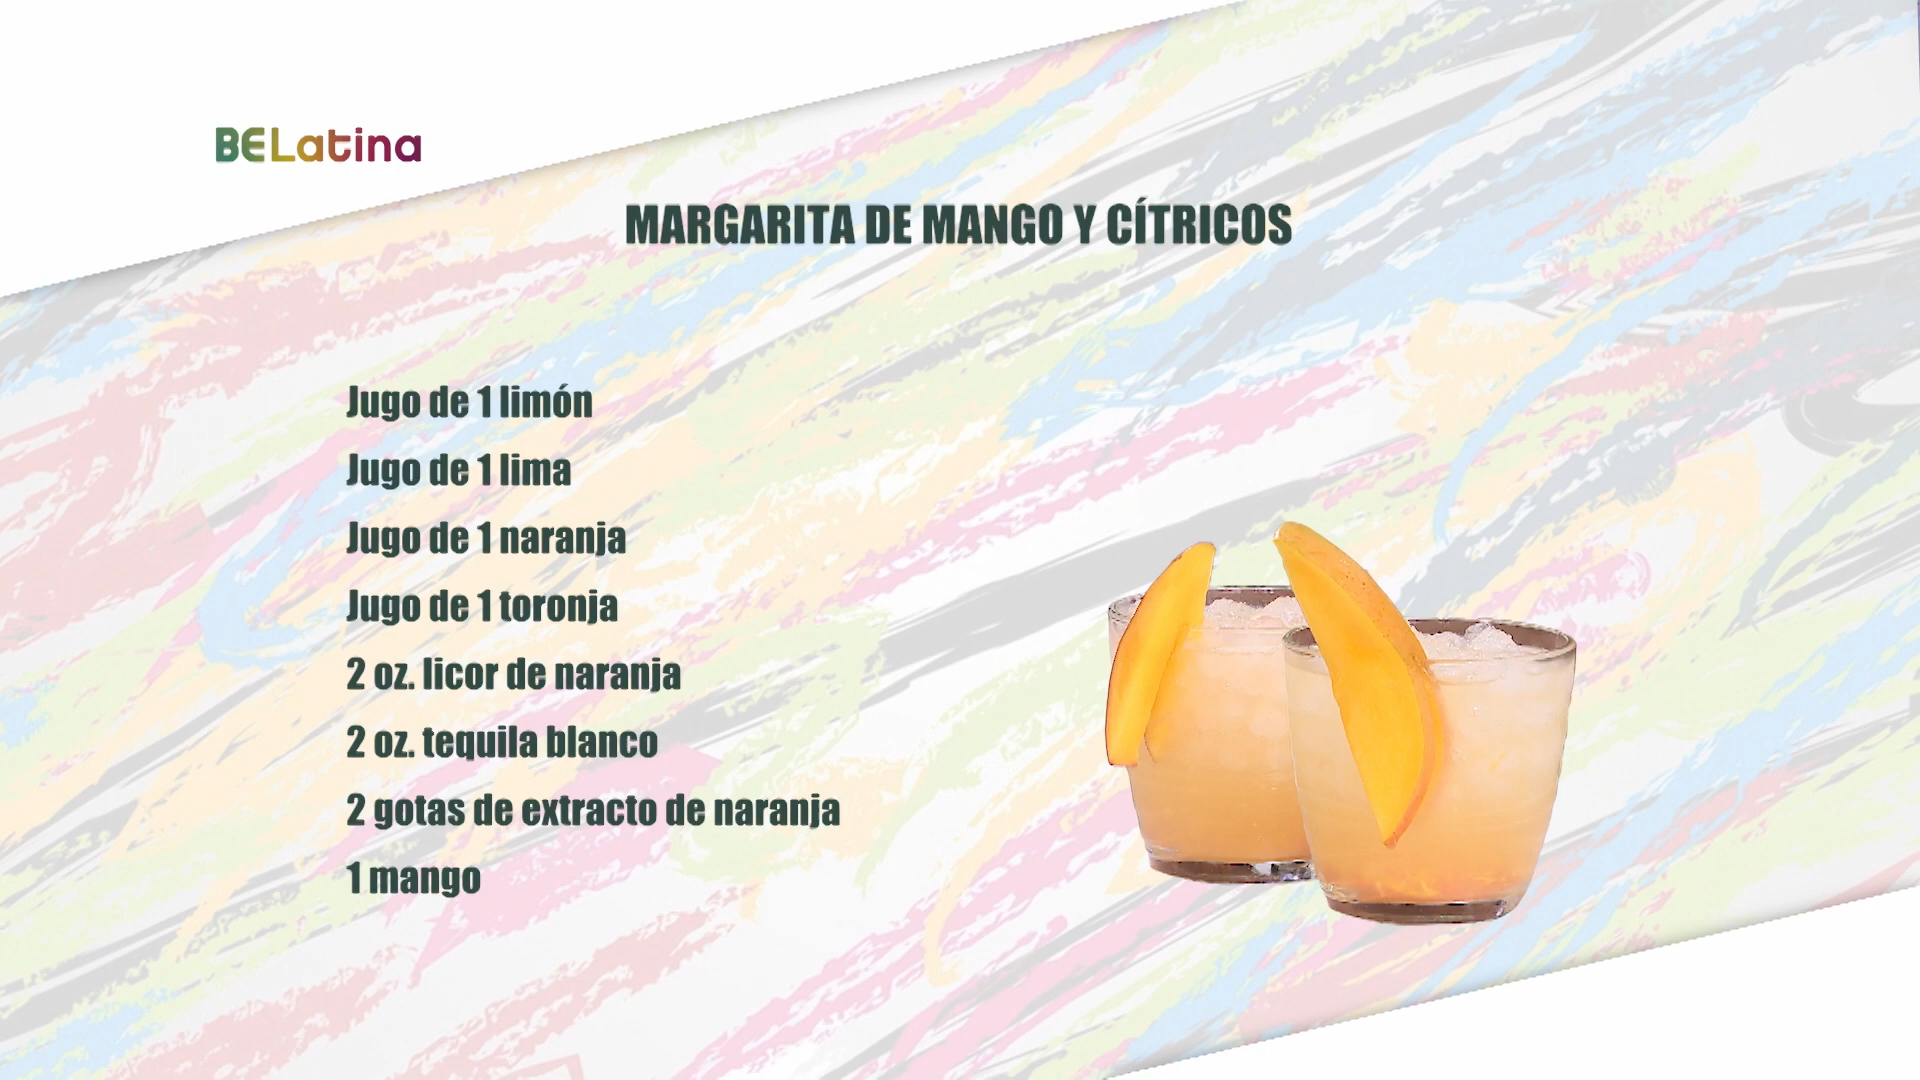 BELatina
MARGARITA DE MANGO Y CÍTRICOS
Jugo de 1 limón
Jugo de 1 lima
Jugo de 1 naranja
Jugo de 1 toronja
2 oz. licor de naranja
2 oz. tequila blanco
2 gotas de extracto de naranja
1 mango